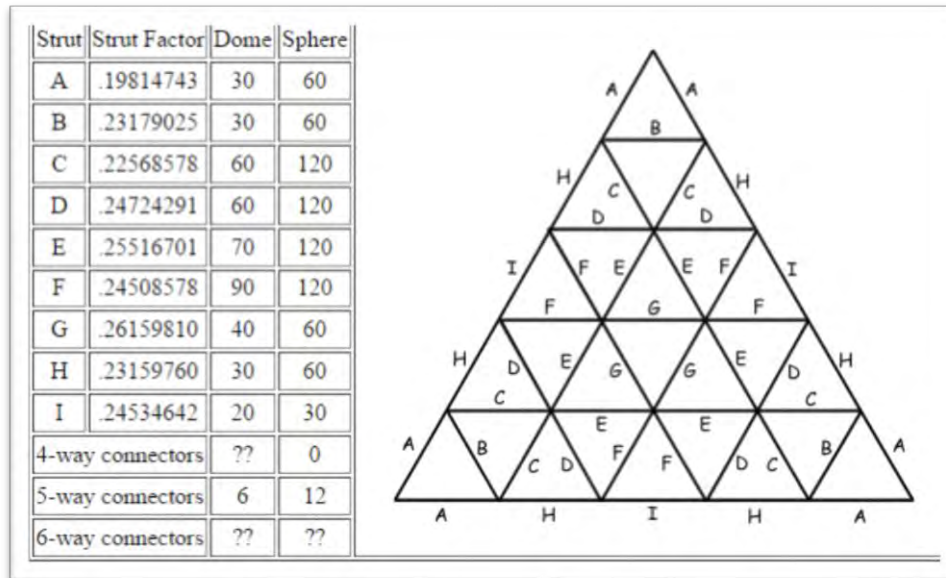 Strut Strut Factor Dome Sphere
A .19814743 30 60
B .23179025 30 60
C .22568578 60 120
D .24724291 60 120
E .25516701 70 120
F .24508578 90 120
G .26159810 40 60
H .23159760 30 60
I .24534642 20 30
4-way connectors ?? 0
5-way connectors 6 12
6-way connectors ?? ??
A A
B
H C C H
D D
I F E E F I
F G F
H D E G G E D H
C C
E E
A B C D F F D C B A
A H I H A